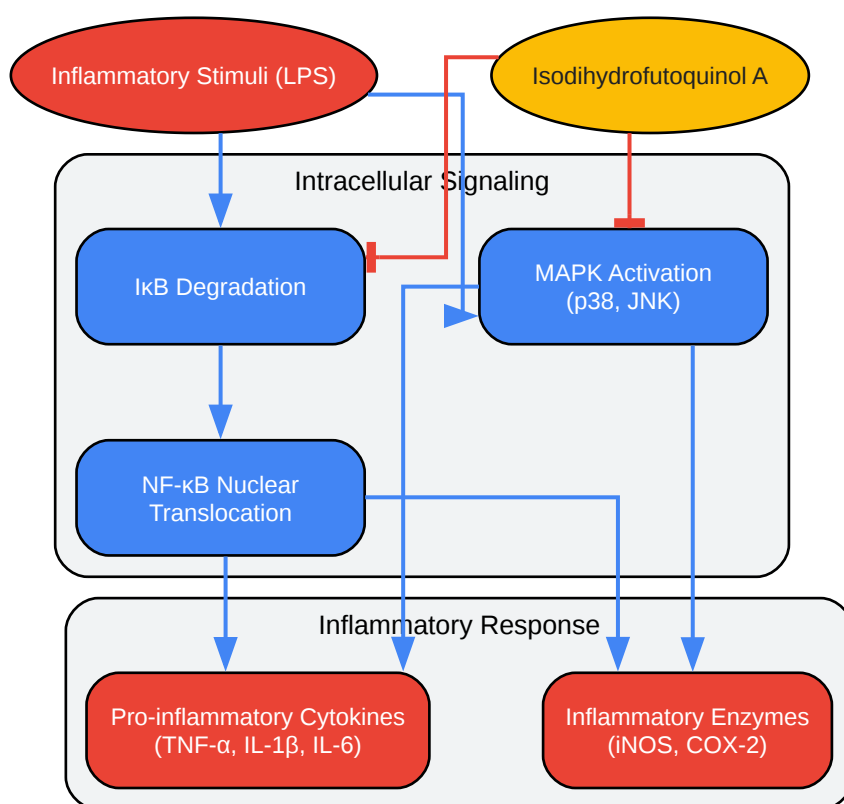 Inflammatory Stimuli (LPS)
Isodihydrofutoquinol A
Intracellular Signaling
IκB Degradation
MAPK Activation
(p38, JNK)
NF-κB Nuclear
Translocation
Inflammatory Response
Pro-inflammatory Cytokines
(TNF-α, IL-1β, IL-6)
Inflammatory Enzymes
(iNOS, COX-2)